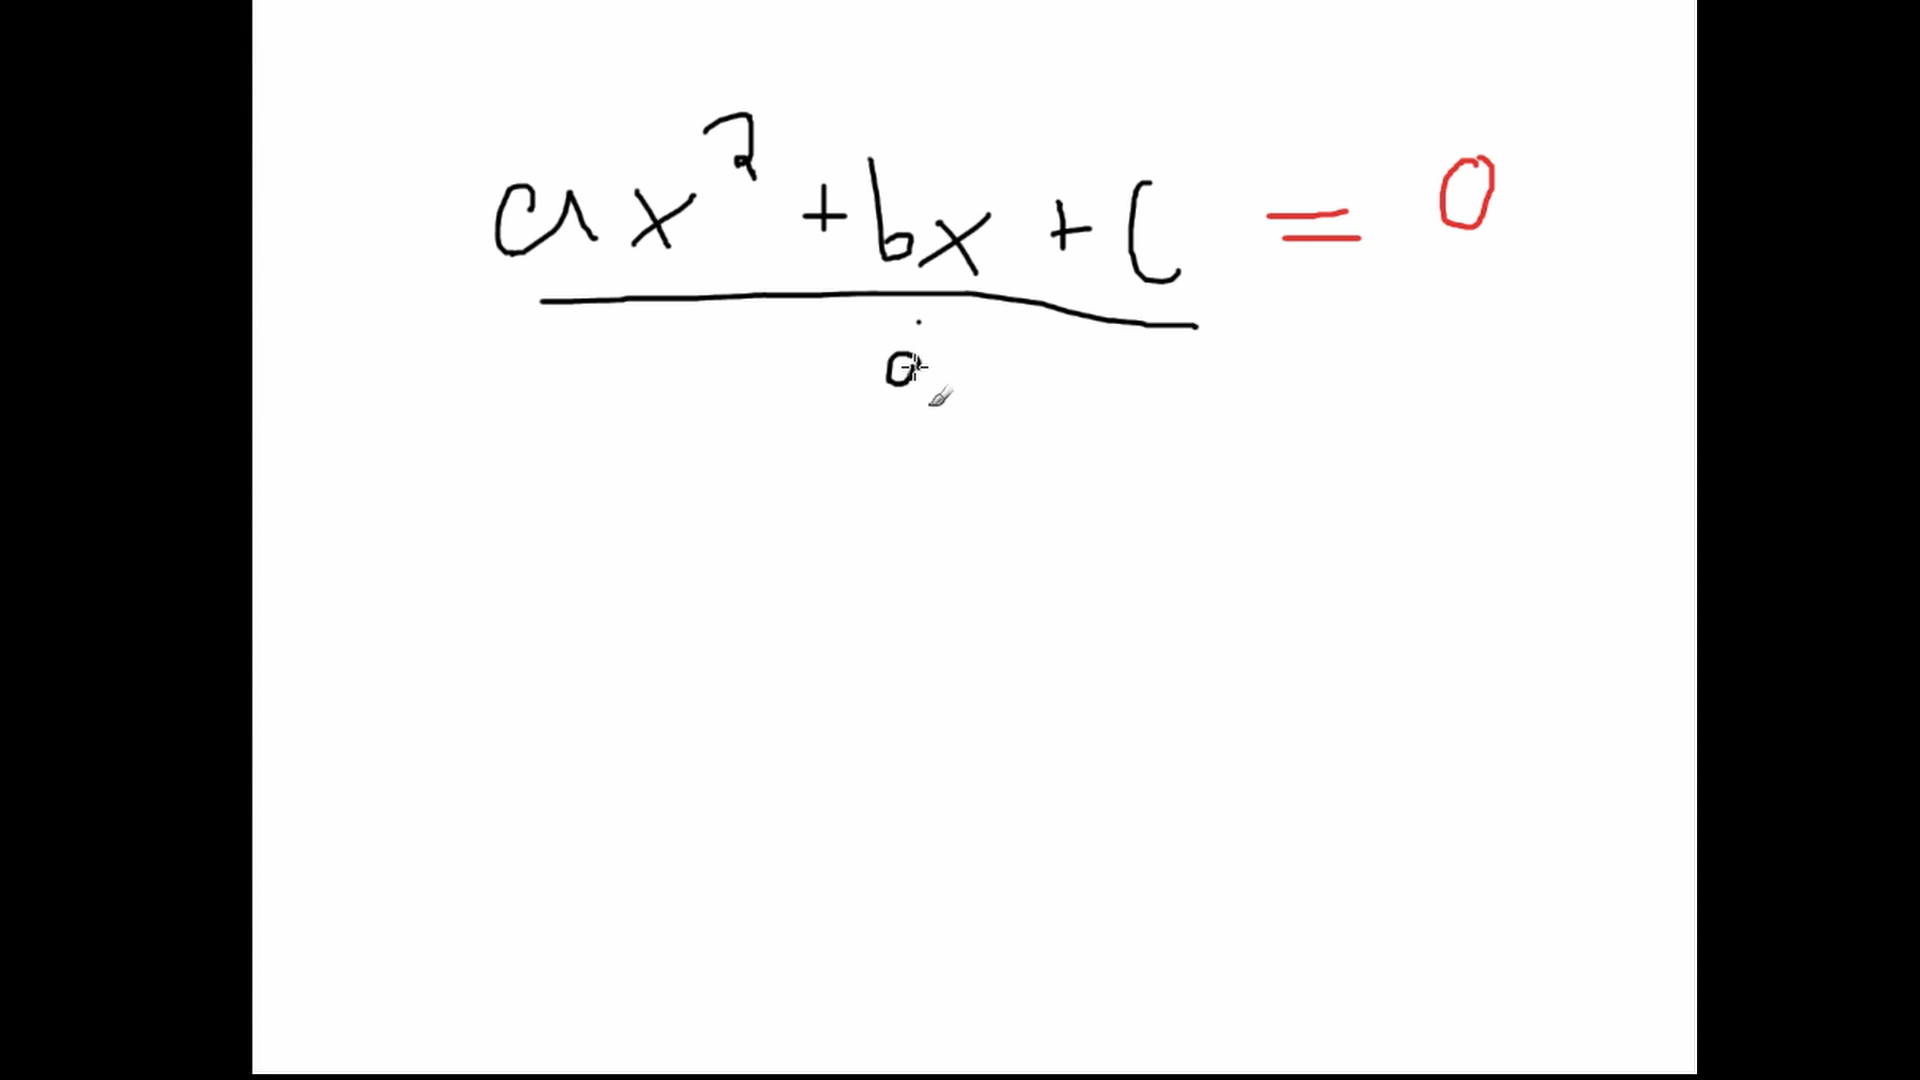 ax² + bx + c = 0
a